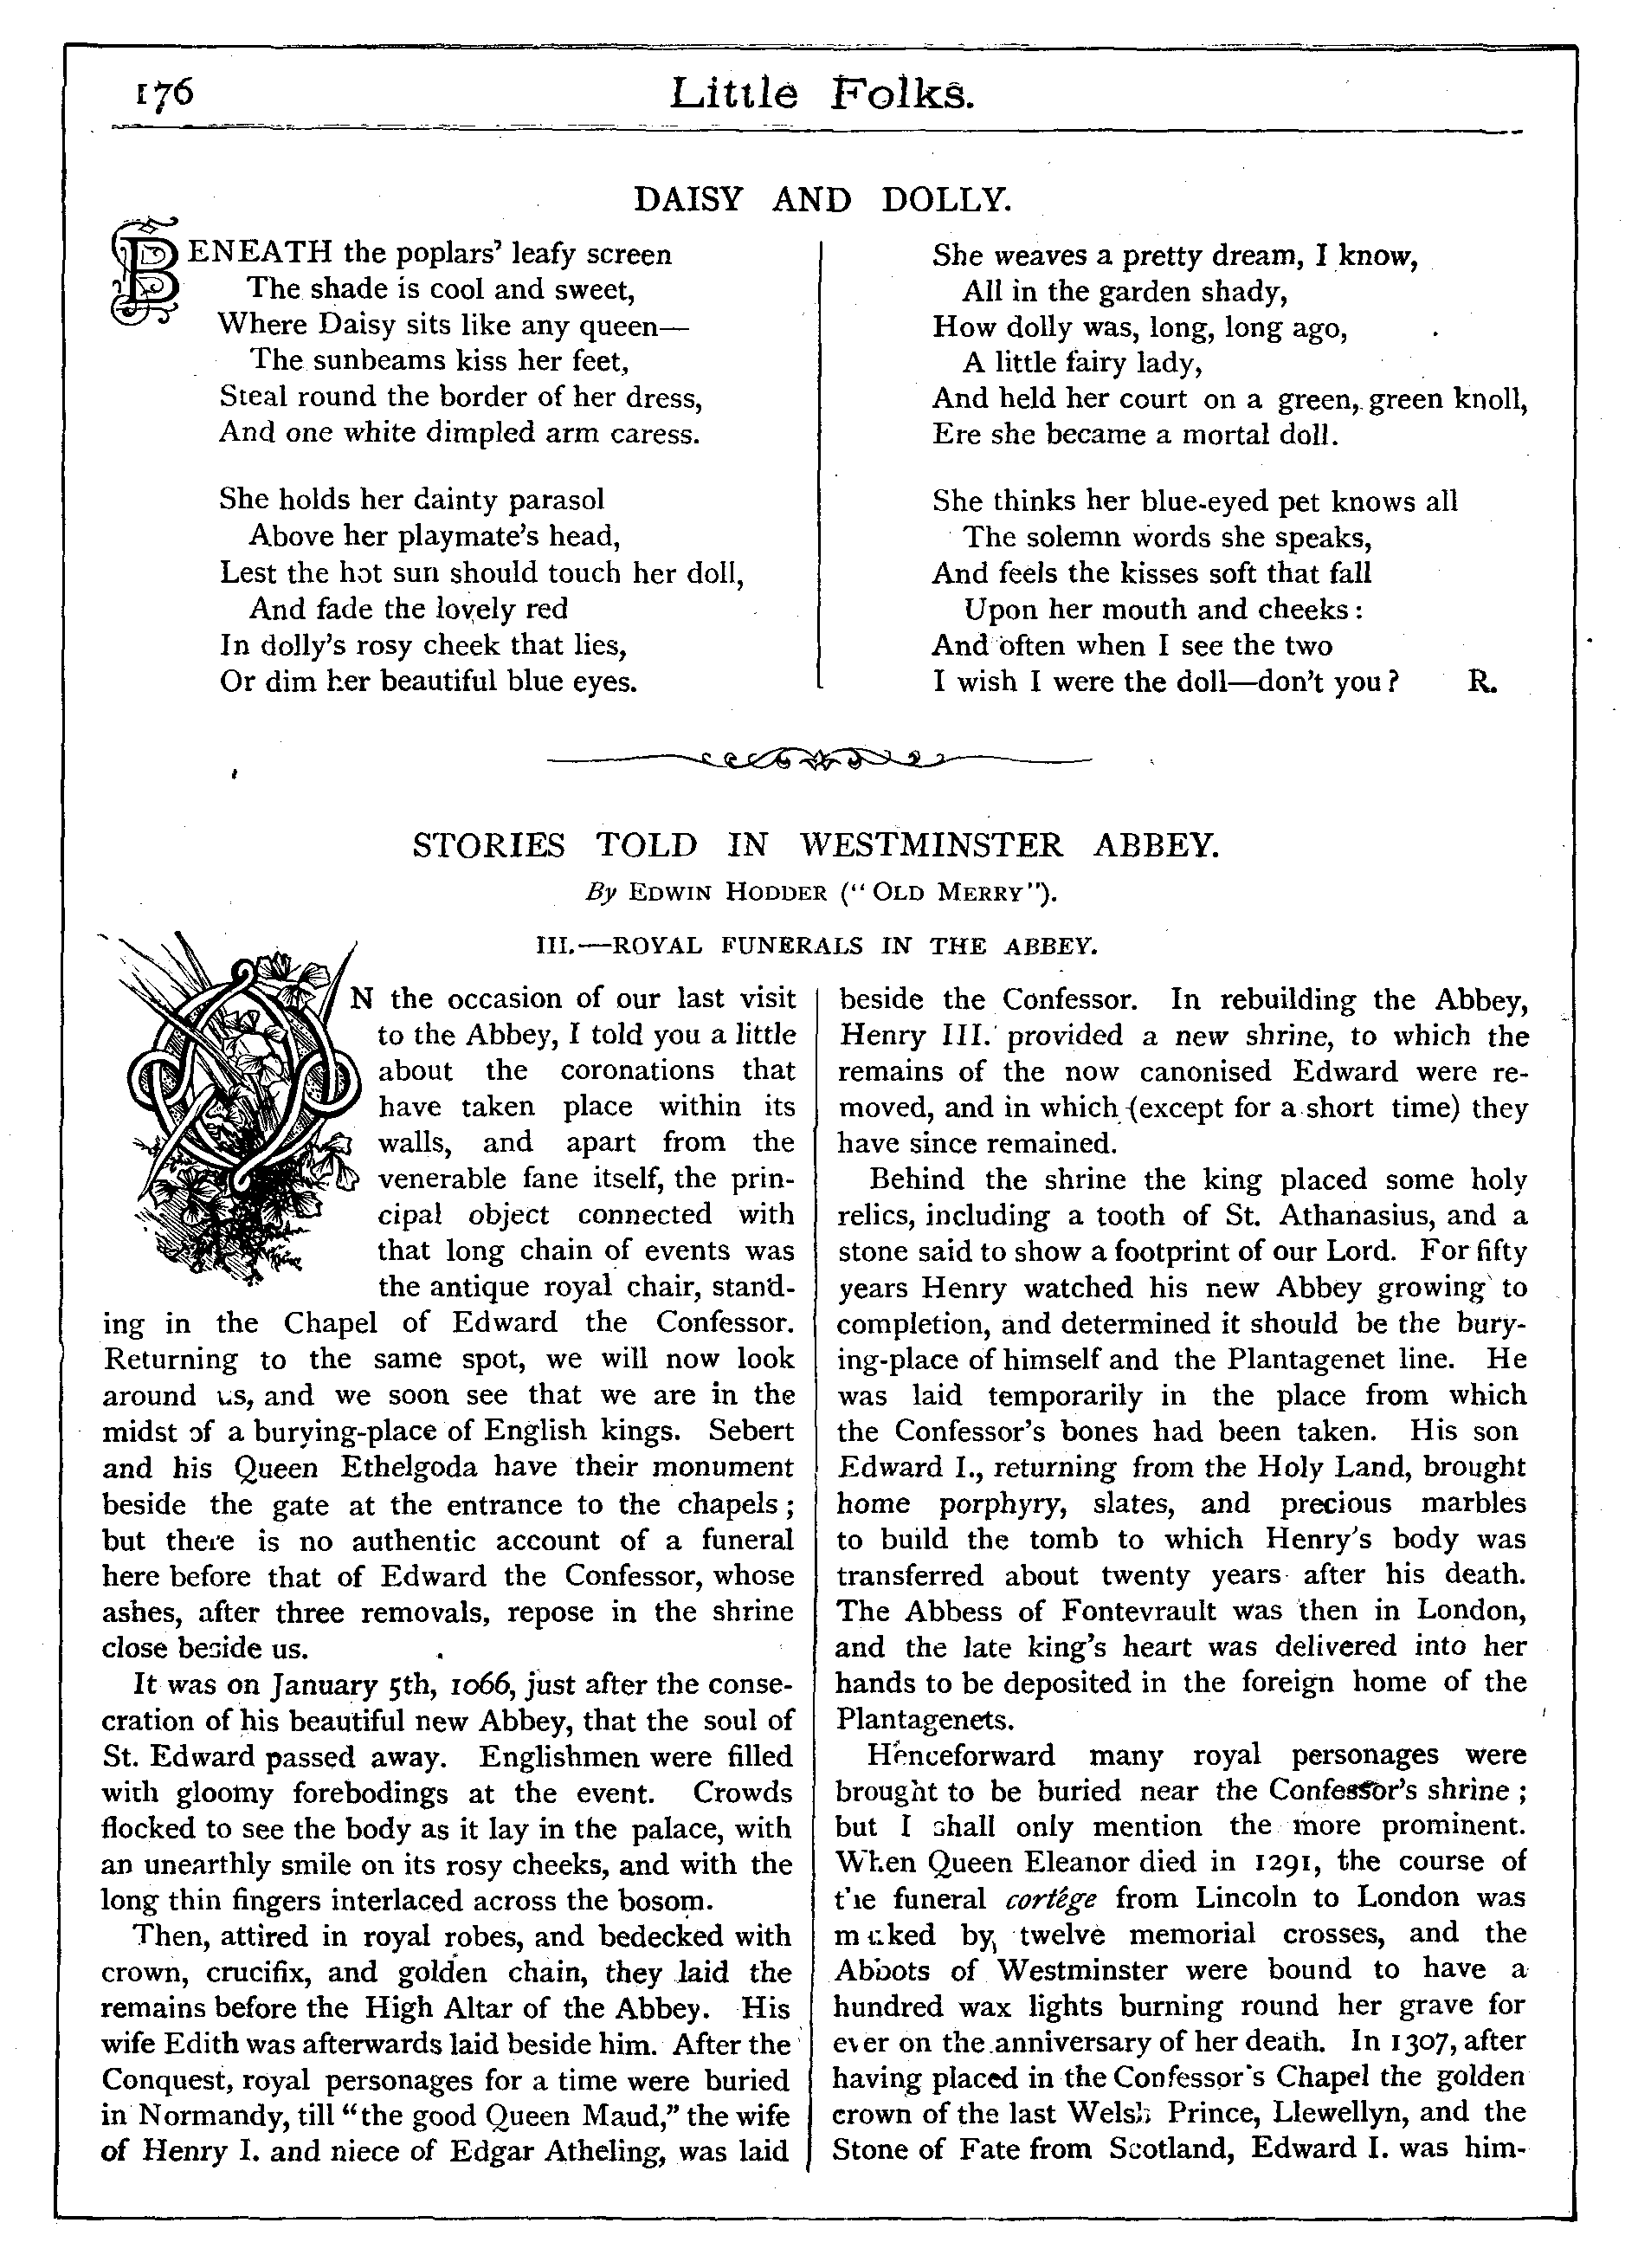 176
Little Folks.
DAISY AND DOLLY.
BENEATH the poplars’ leafy screen
The shade is cool and sweet,
Where Daisy sits like any queen—
The sunbeams kiss her feet,
Steal round the border of her dress,
And one white dimpled arm caress.
She holds her dainty parasol
Above her playmate’s head,
Lest the hot sun should touch her doll,
And fade the lovely red
In dolly’s rosy cheek that lies,
Or dim her beautiful blue eyes.
She weaves a pretty dream, I know,
All in the garden shady,
How dolly was, long, long ago,
A little fairy lady,
And held her court on a green, green knoll,
Ere she became a mortal doll.
She thinks her blue-eyed pet knows all
The solemn words she speaks,
And feels the kisses soft that fall
Upon her mouth and cheeks:
And often when I see the two
I wish I were the doll—don’t you? R.
STORIES TOLD IN WESTMINSTER ABBEY.
By EDWIN HODDER (“OLD MERRY”).
III.—ROYAL FUNERALS IN THE ABBEY.
ON the occasion of our last visit
to the Abbey, I told you a little
about the coronations that
have taken place within its
walls, and apart from the
venerable fane itself, the prin-
cipal object connected with
that long chain of events was
the antique royal chair, stand-
ing in the Chapel of Edward the Confessor.
Returning to the same spot, we will now look
around us, and we soon see that we are in the
midst of a burying-place of English kings. Sebert
and his Queen Ethelgoda have their monument
beside the gate at the entrance to the chapels;
but there is no authentic account of a funeral
here before that of Edward the Confessor, whose
ashes, after three removals, repose in the shrine
close beside us.
It was on January 5th, 1066, just after the conse-
cration of his beautiful new Abbey, that the soul of
St. Edward passed away. Englishmen were filled
with gloomy forebodings at the event. Crowds
flocked to see the body as it lay in the palace, with
an unearthly smile on its rosy cheeks, and with the
long thin fingers interlaced across the bosom.
Then, attired in royal robes, and bedecked with
crown, crucifix, and golden chain, they laid the
remains before the High Altar of the Abbey. His
wife Edith was afterwards laid beside him. After the
Conquest, royal personages for a time were buried
in Normandy, till “the good Queen Maud,” the wife
of Henry I. and niece of Edgar Atheling, was laid
beside the Confessor. In rebuilding the Abbey,
Henry III. provided a new shrine, to which the
remains of the now canonised Edward were re-
moved, and in which (except for a short time) they
have since remained.
Behind the shrine the king placed some holy
relics, including a tooth of St. Athanasius, and a
stone said to show a footprint of our Lord. For fifty
years Henry watched his new Abbey growing to
completion, and determined it should be the bury-
ing-place of himself and the Plantagenet line. He
was laid temporarily in the place from which
the Confessor’s bones had been taken. His son
Edward I., returning from the Holy Land, brought
home porphyry, slates, and precious marbles
to build the tomb to which Henry’s body was
transferred about twenty years after his death.
The Abbess of Fontevrault was then in London,
and the late king’s heart was delivered into her
hands to be deposited in the foreign home of the
Plantagenets.
Henceforward many royal personages were
brought to be buried near the Confessor’s shrine;
but I shall only mention the more prominent.
When Queen Eleanor died in 1291, the course of
the funeral cortége from Lincoln to London was
marked by twelve memorial crosses, and the
Abbots of Westminster were bound to have a
hundred wax lights burning round her grave for
ever on the anniversary of her death. In 1307, after
having placed in the Confessor’s Chapel the golden
crown of the last Welsh Prince, Llewellyn, and the
Stone of Fate from Scotland, Edward I. was him-